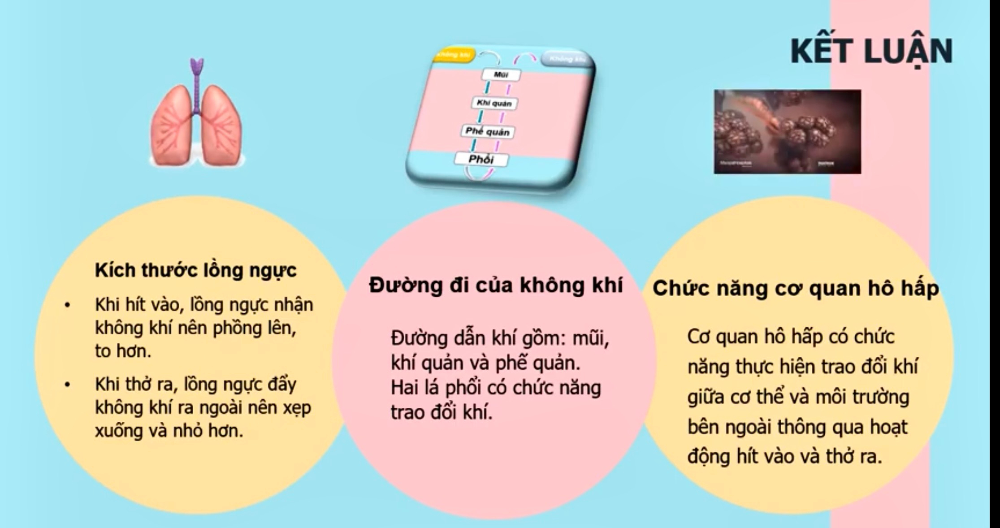 KẾT LUẬN
Không khí
Không khí
Mũi
Khí quản
Phế quản
Phổi
Kích thước lồng ngực
• Khi hít vào, lồng ngực nhận
không khí nên phồng lên,
to hơn.
• Khi thở ra, lồng ngực đẩy
không khí ra ngoài nên xẹp
xuống và nhỏ hơn.
Đường đi của không khí
Đường dẫn khí gồm: mũi,
khí quản và phế quản.
Hai lá phổi có chức năng
trao đổi khí.
Chức năng cơ quan hô hấp
Cơ quan hô hấp có chức
năng thực hiện trao đổi khí
giữa cơ thể và môi trường
bên ngoài thông qua hoạt
động hít vào và thở ra.